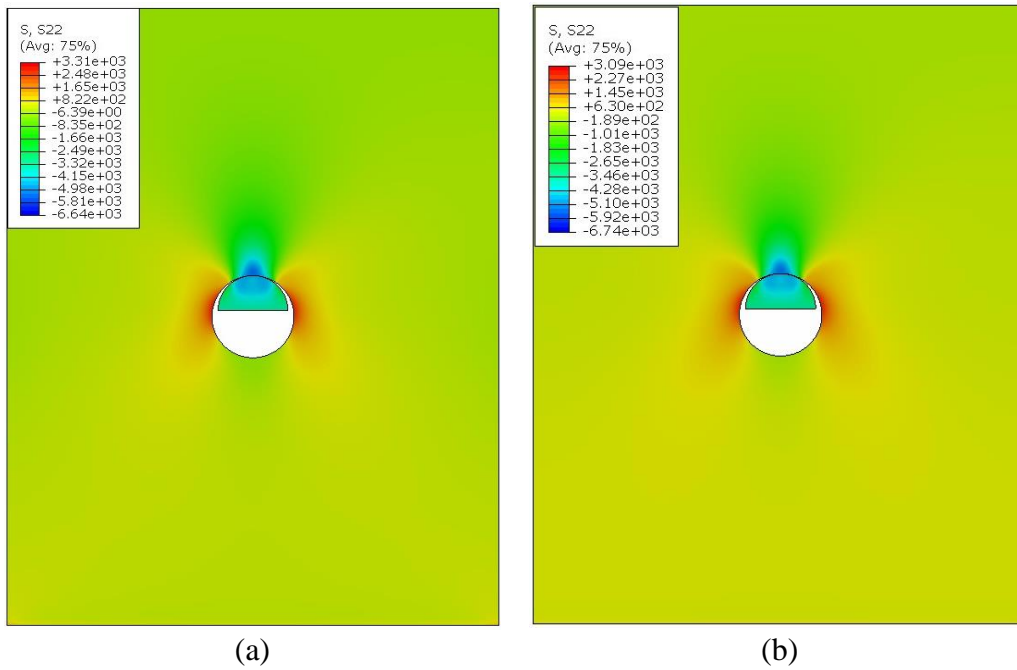 S, S22
(Avg: 75%)
+3.31e+03
+2.48e+03
+1.65e+03
+8.22e+02
-6.39e+00
-8.35e+02
-1.66e+03
-2.49e+03
-3.32e+03
-4.15e+03
-4.98e+03
-5.81e+03
-6.64e+03
(a)
S, S22
(Avg: 75%)
+3.09e+03
+2.27e+03
+1.45e+03
+6.30e+02
-1.89e+02
-1.01e+03
-1.83e+03
-2.65e+03
-3.46e+03
-4.28e+03
-5.10e+03
-5.92e+03
-6.74e+03
(b)